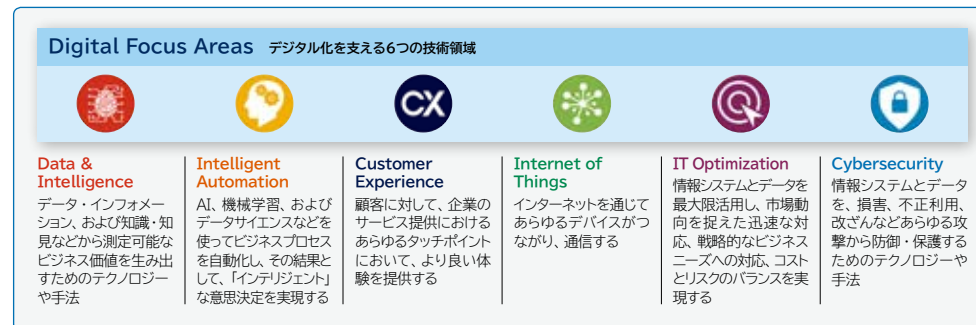 Digital Focus Areas デジタル化を支える6つの技術領域
CX
Data &
Intelligence
データ・インフォメー
ション、および知識・知
見などから測定可能な
ビジネス価値を生み出
すためのテクノロジー
や手法
Intelligent
Automation
AI、機械学習、および
データサイエンスなどを
使ってビジネスプロセス
を自動化し、その結果と
して、「インテリジェント」
な意思決定を実現する
Customer
Experience
顧客に対して、企業の
サービス提供における
あらゆるタッチポイント
において、より良い体
験を提供する
Internet of
Things
インターネットを通じて
あらゆるデバイスがつ
ながり、通信する
IT Optimization
情報システムとデータを
最大限活用し、市場動
向を捉えた迅速な対
応、戦略的なビジネス
ニーズへの対応、コスト
とリスクのバランスを実
現する
Cybersecurity
情報システムとデータ
を、損害、不正利用、
改ざんなどあらゆる攻
撃から防御・保護する
ためのテクノロジーや
手法